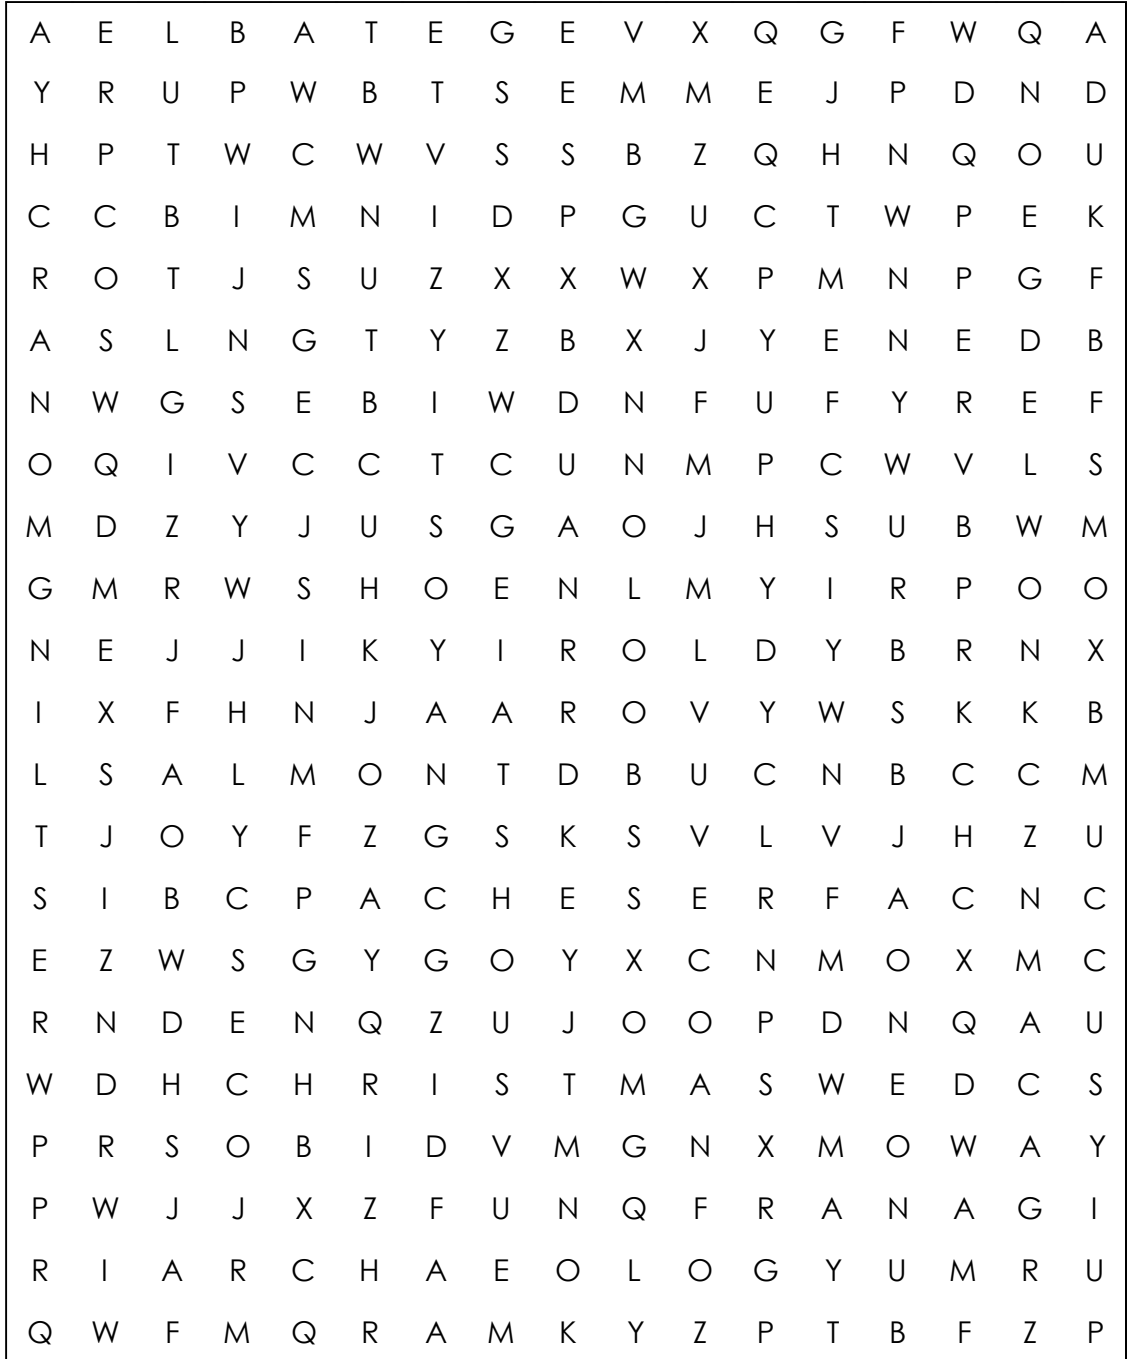 A E L B A T E G E V X Q G F W Q A
Y R U P W B T S E M M E J P D N D
H P T W C W V S S B Z Q H N Q O U
C C B I M N I D P G U C T W P E K
R O T J S U Z X X W X P M N P G F
A S L N G T Y Z B X J Y E N E D B
N W G S E B I W D N F U F Y R E F
O Q I V C C T C U N M P C W V L S
M D Z Y J U S G A O J H S U B W M
G M R W S H O E N L M Y I R P O O
N E J J I K Y I R O L D Y B R N X
I X F H N J A A R O V Y W S K K B
L S A L M O N T D B U C N B C C M
T J O Y F Z G S K S V L V J H Z U
S I B C P A C H E S E R F A C N C
E Z W S G Y G O Y X C N M O X M C
R N D E N Q Z U J O O P D N Q A U
W D H C H R I S T M A S W E D C S
P R S O B I D V M G N X M O W A Y
P W J J X Z F U N Q F R A N A G I
R I A R C H A E O L O G Y U M R U
Q W F M Q R A M K Y Z P T B F Z P